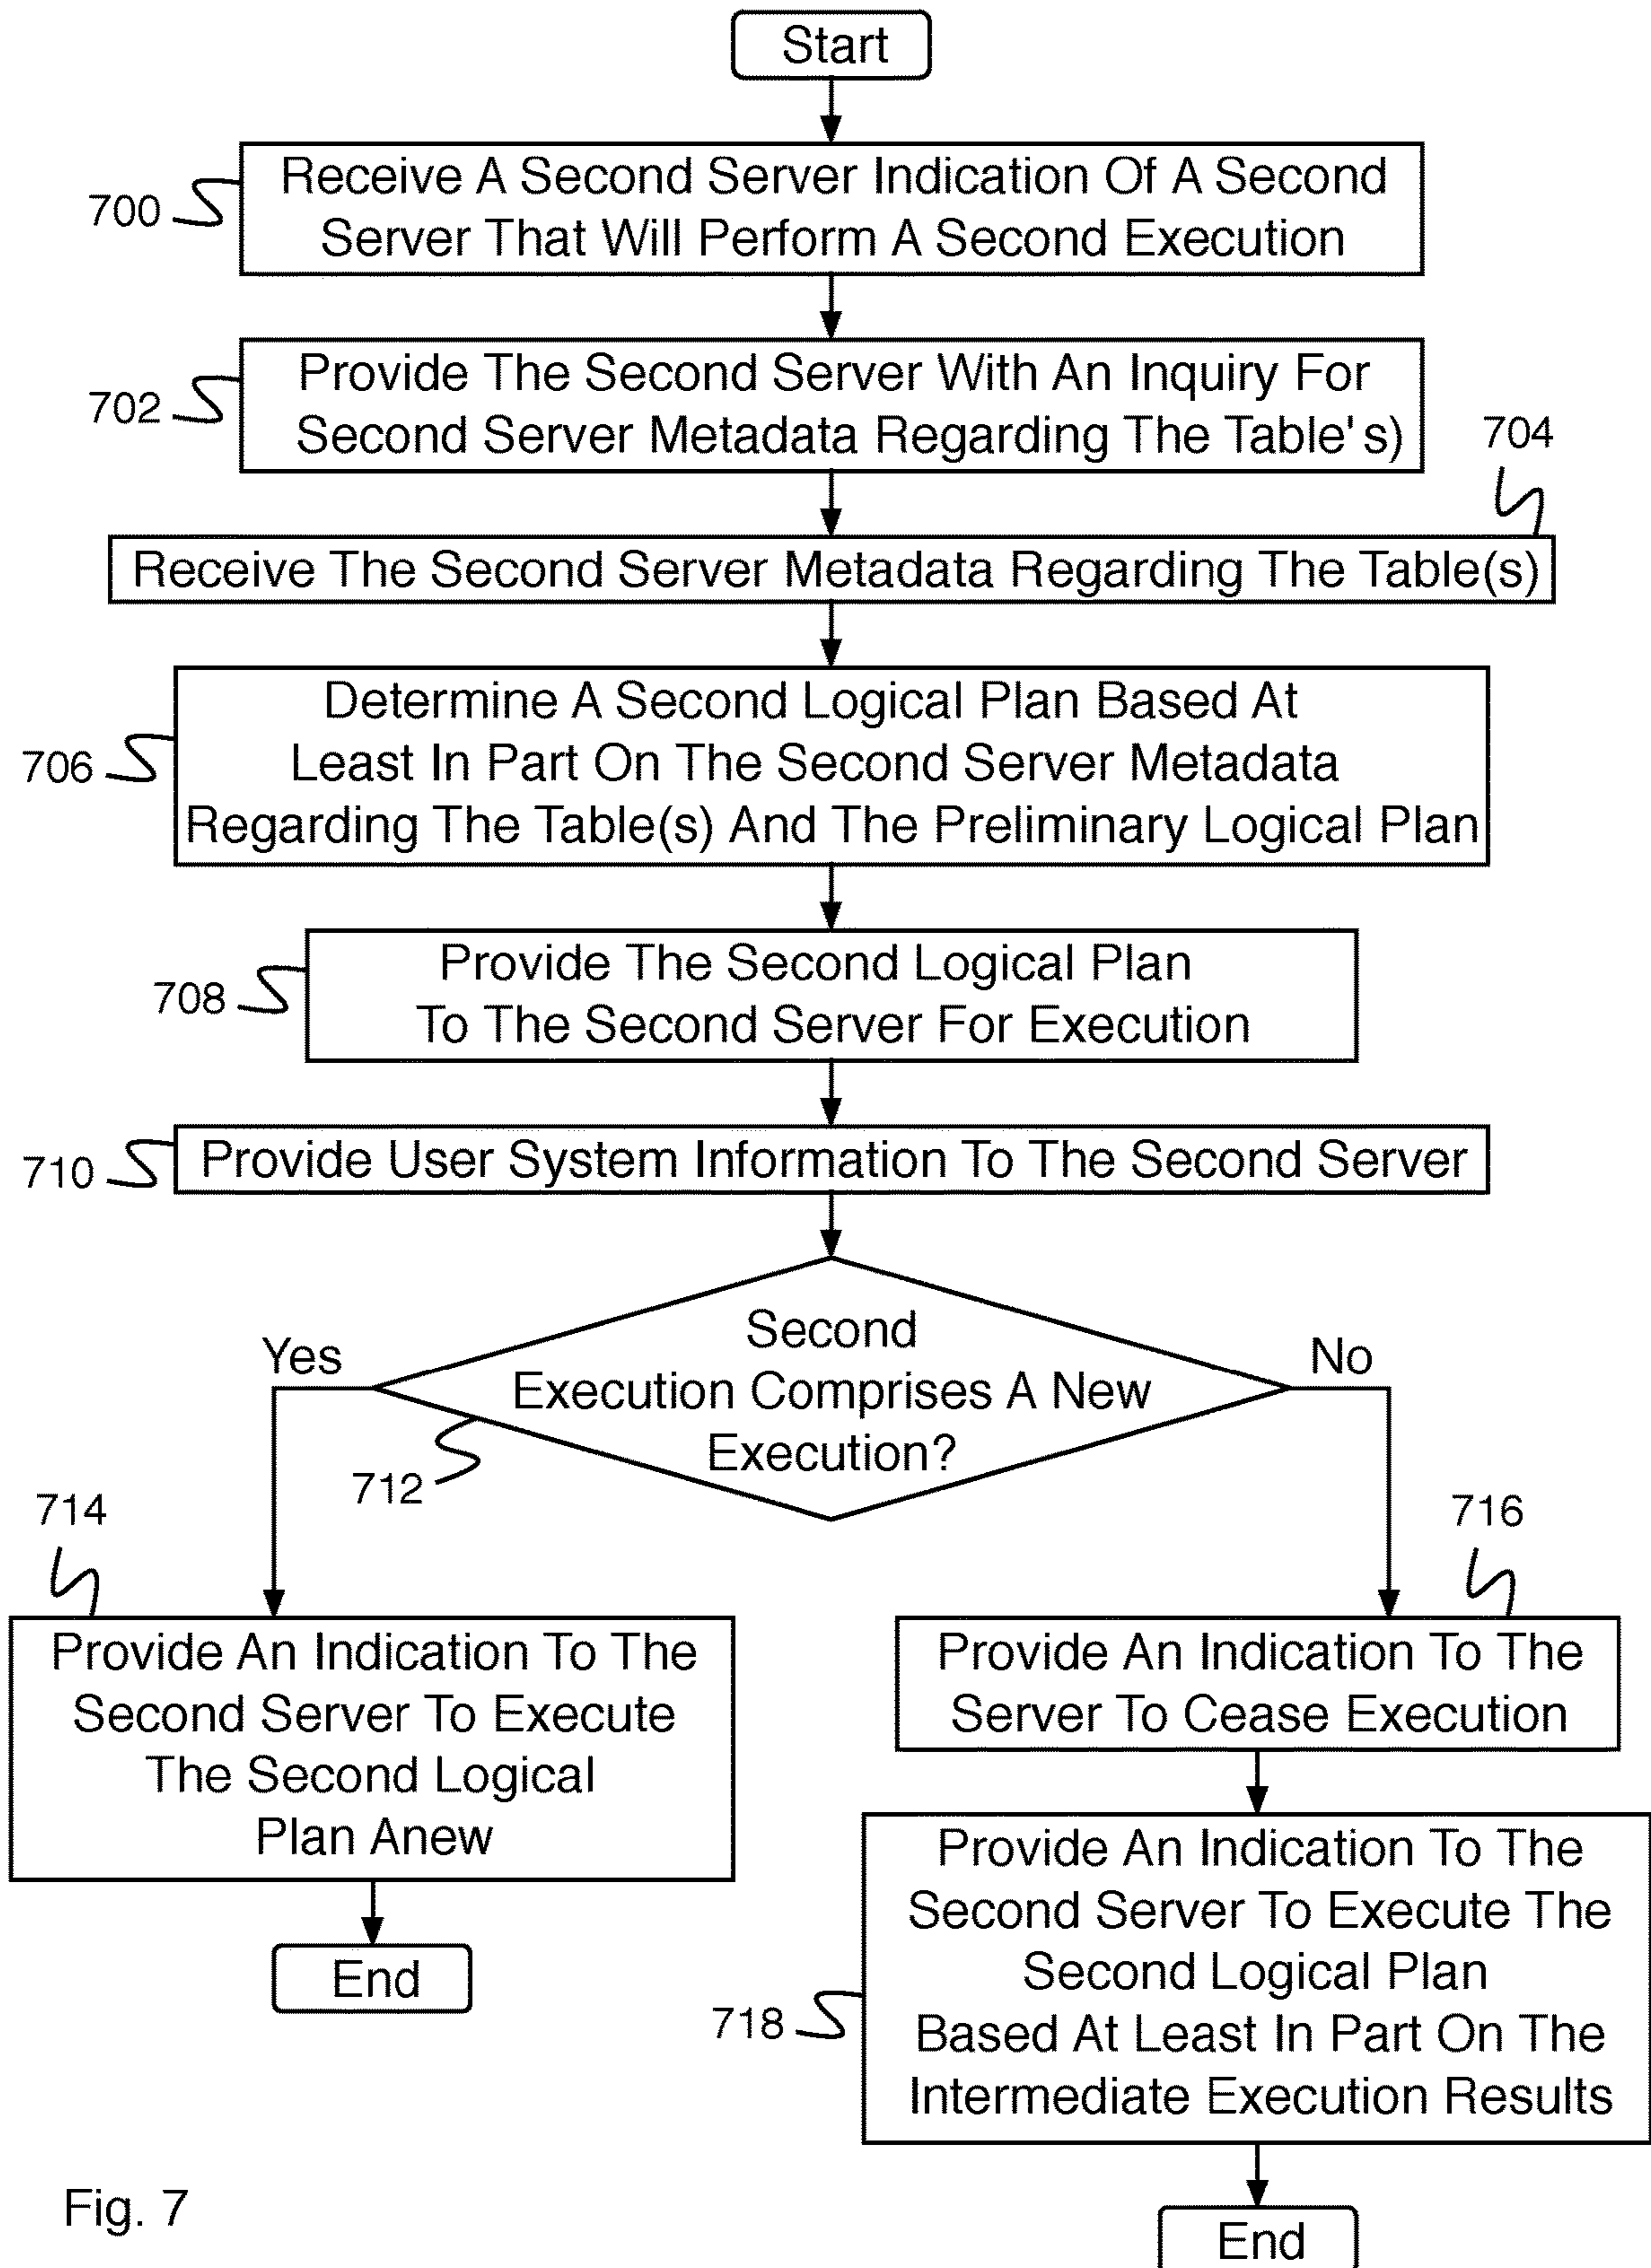 Start
700
Receive A Second Server Indication Of A Second
Server That Will Perform A Second Execution
702
Provide The Second Server With An Inquiry For
Second Server Metadata Regarding The Table's)
704
Receive The Second Server Metadata Regarding The Table(s)
706
Determine A Second Logical Plan Based At
Least In Part On The Second Server Metadata
Regarding The Table(s) And The Preliminary Logical Plan
708
Provide The Second Logical Plan
To The Second Server For Execution
710
Provide User System Information To The Second Server
712
Second
Execution Comprises A New
Execution?
Yes
No
714
Provide An Indication To The
Second Server To Execute
The Second Logical
Plan Anew
End
716
Provide An Indication To The
Server To Cease Execution
718
Provide An Indication To The
Second Server To Execute The
Second Logical Plan
Based At Least In Part On The
Intermediate Execution Results
End
Fig. 7